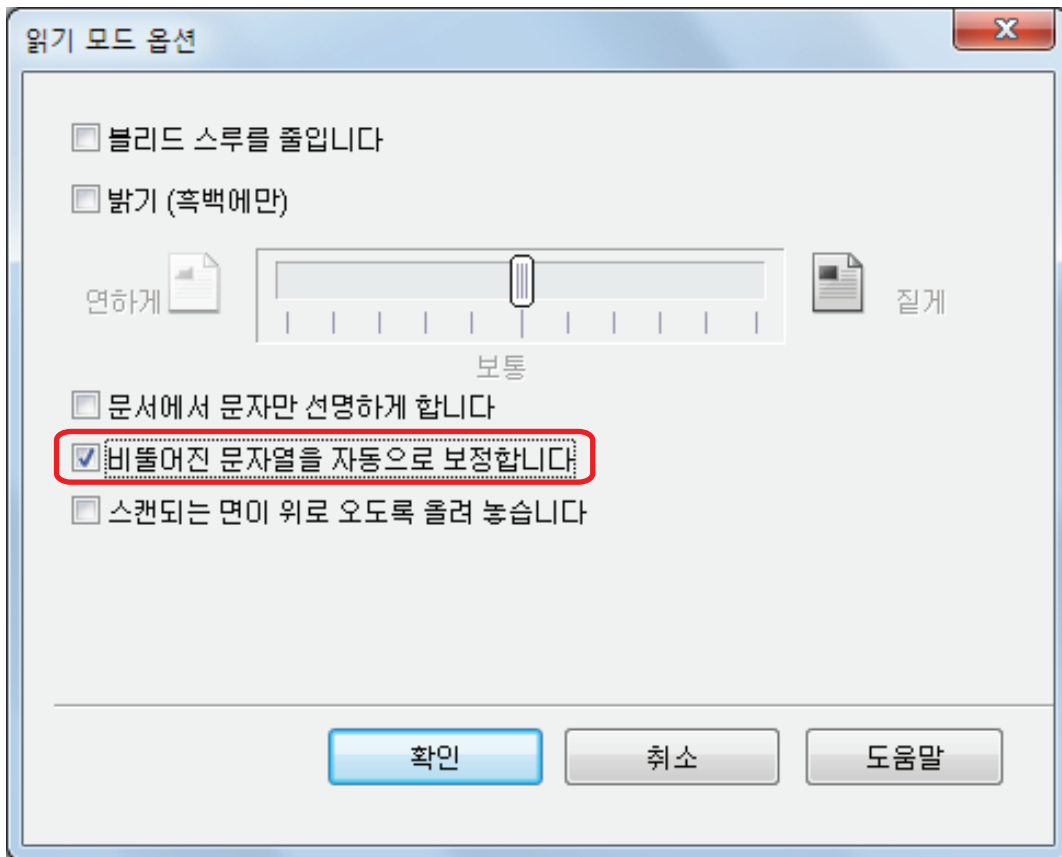 읽기 모드 옵션
블리드 스루를 줄입니다
밝기 (흑백에만)
연하게
짙게
보통
문서에서 문자만 선명하게 합니다
비뚤어진 문자열을 자동으로 보정합니다
스캔되는 면이 위로 오도록 올려 놓습니다
확인
취소
도움말